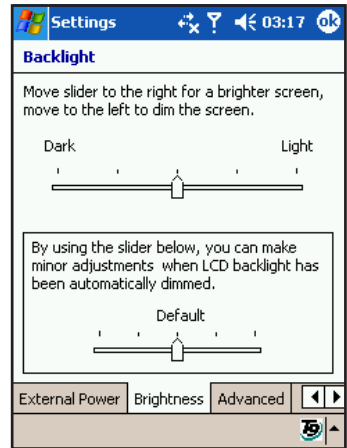 Settings 03:17 ok
Backlight
Move slider to the right for a brighter screen,
move to the left to dim the screen.
Dark Light
By using the slider below, you can make
minor adjustments when LCD backlight has
been automatically dimmed.
Default
External Power Brightness Advanced
T9